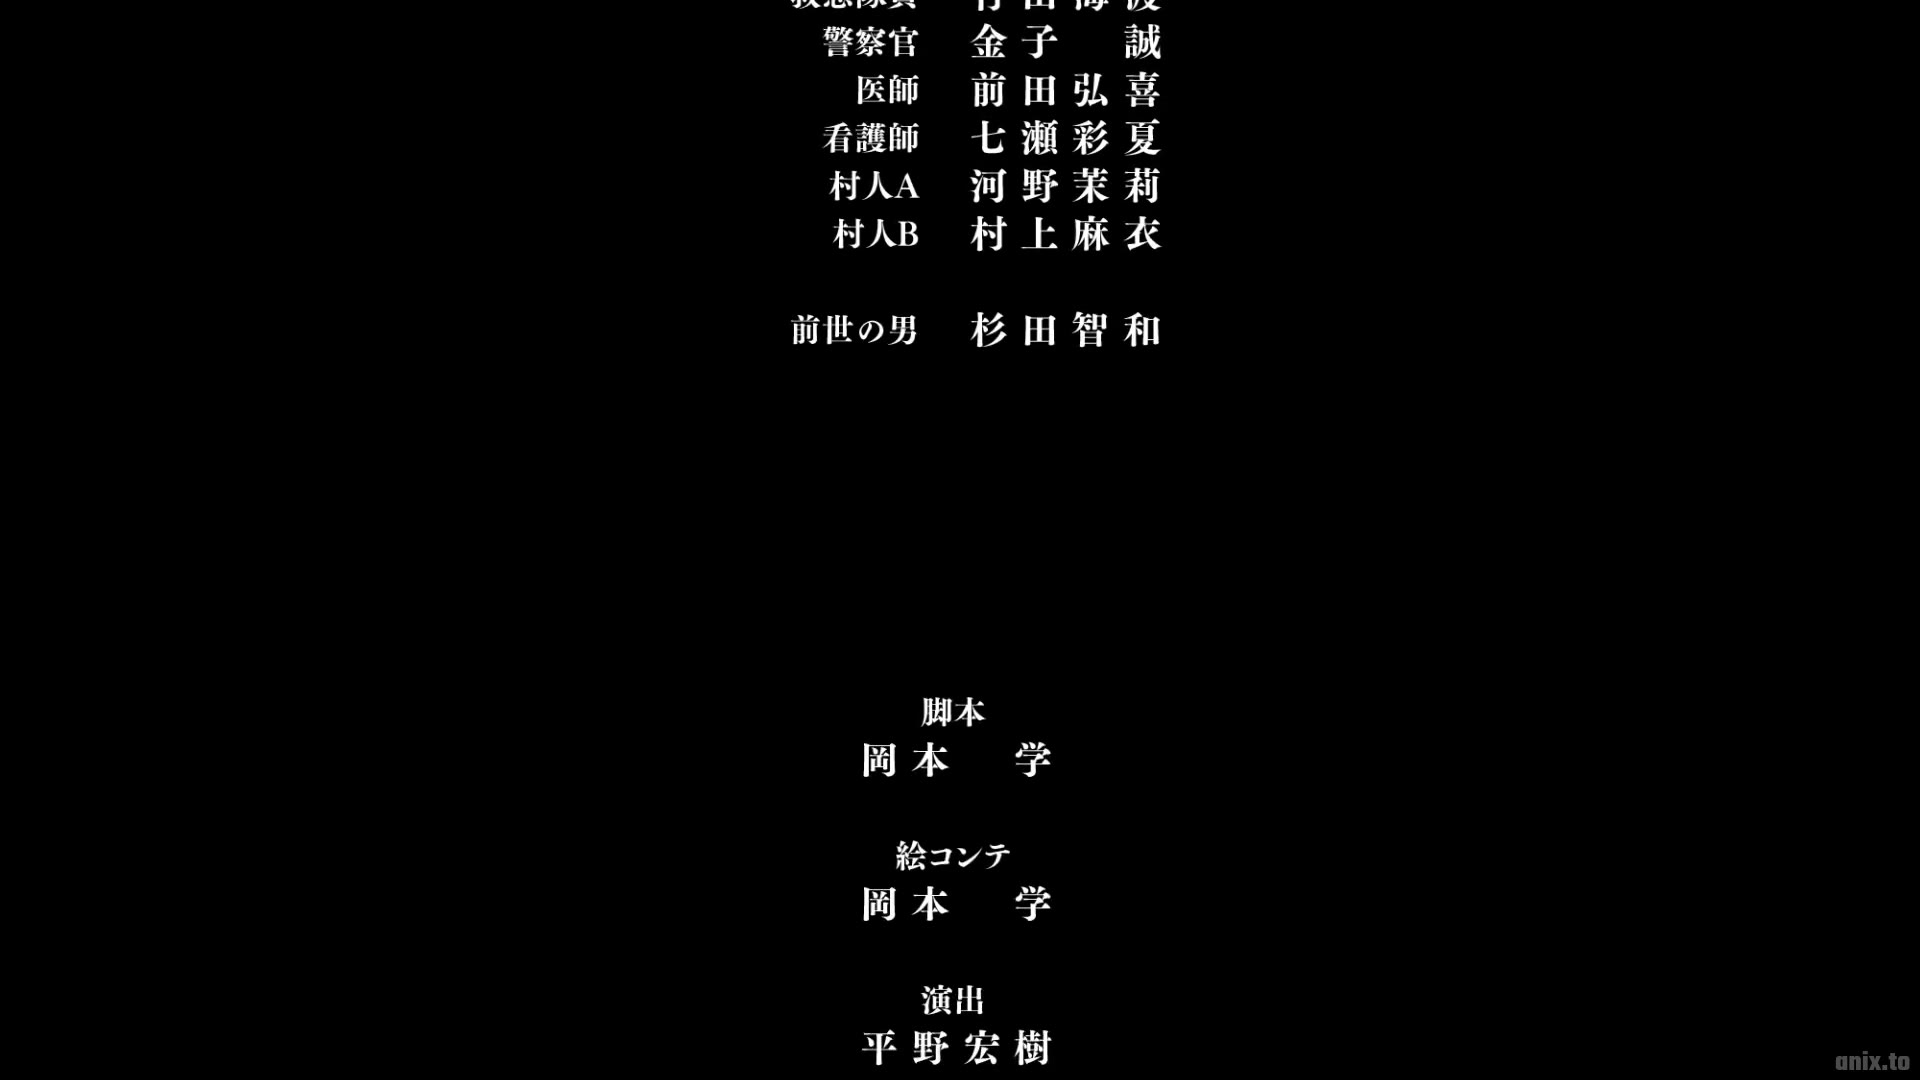 警察官 金子 誠
医師 前田弘喜
看護師 七瀬彩夏
村人A 河野茉莉
村人B 村上麻衣
前世の男 杉田智和
脚本
岡本 学
絵コンテ
岡本 学
演出
平野宏樹
anix.to